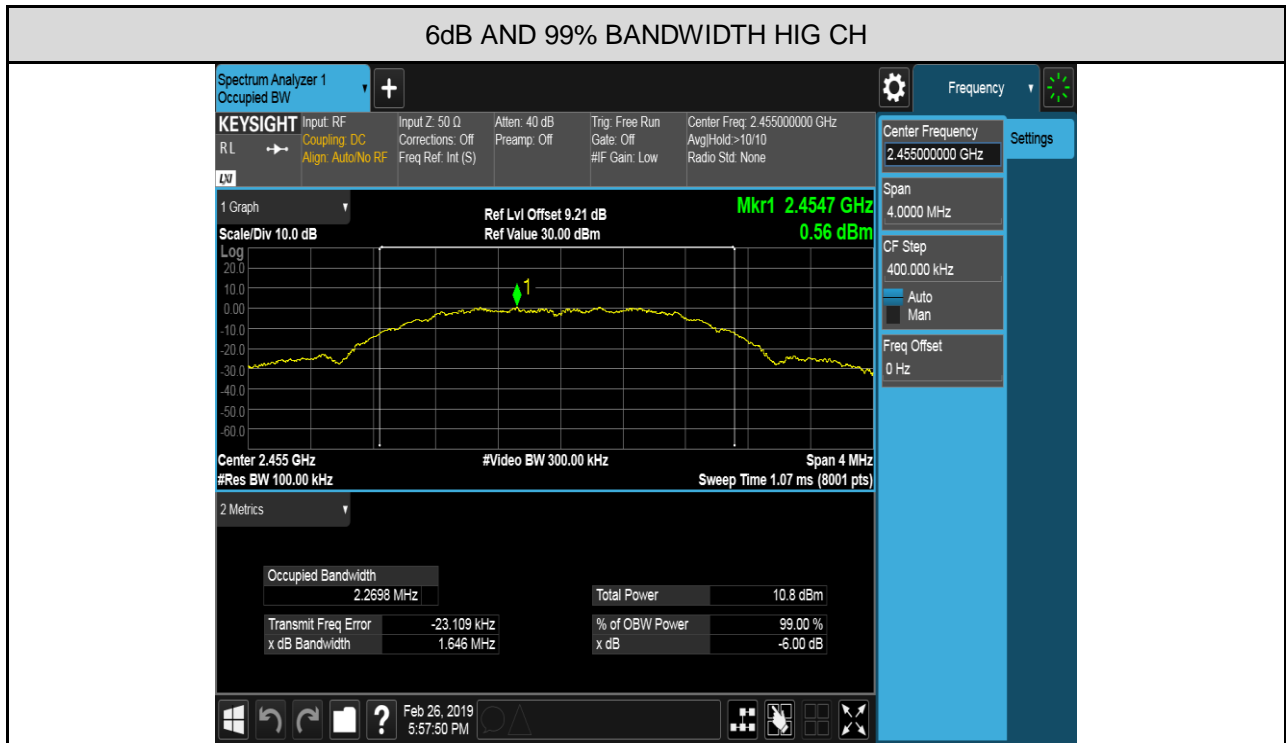 6dB AND 99% BANDWIDTH HIG CH
Spectrum Analyzer 1
Occupied BW
+
Frequency
KEYSIGHT
RL
LXI
Input: RF
Coupling: DC
Align: Auto/No RF
Input Z: 50 Ω
Corrections: Off
Freq Ref: Int (S)
Atten: 40 dB
Preamp: Off
Trig: Free Run
Gate: Off
#IF Gain: Low
Center Freq: 2.455000000 GHz
Avg|Hold:>10/10
Radio Std: None
Center Frequency
2.455000000 GHz
Settings
Span
4.0000 MHz
CF Step
400.000 kHz
Auto
Man
Freq Offset
0 Hz
1 Graph
Scale/Div 10.0 dB
Ref Lvl Offset 9.21 dB
Ref Value 30.00 dBm
Mkr1 2.4547 GHz
0.56 dBm
Log
20.0
10.0
0.00
-10.0
-20.0
-30.0
-40.0
-50.0
-60.0
1
Center 2.455 GHz
#Video BW 300.00 kHz
Span 4 MHz
#Res BW 100.00 kHz
Sweep Time 1.07 ms (8001 pts)
2 Metrics
Occupied Bandwidth
2.2698 MHz
Total Power 10.8 dBm
Transmit Freq Error -23.109 kHz
% of OBW Power 99.00 %
x dB Bandwidth 1.646 MHz
x dB -6.00 dB
?
Feb 26, 2019
5:57:50 PM